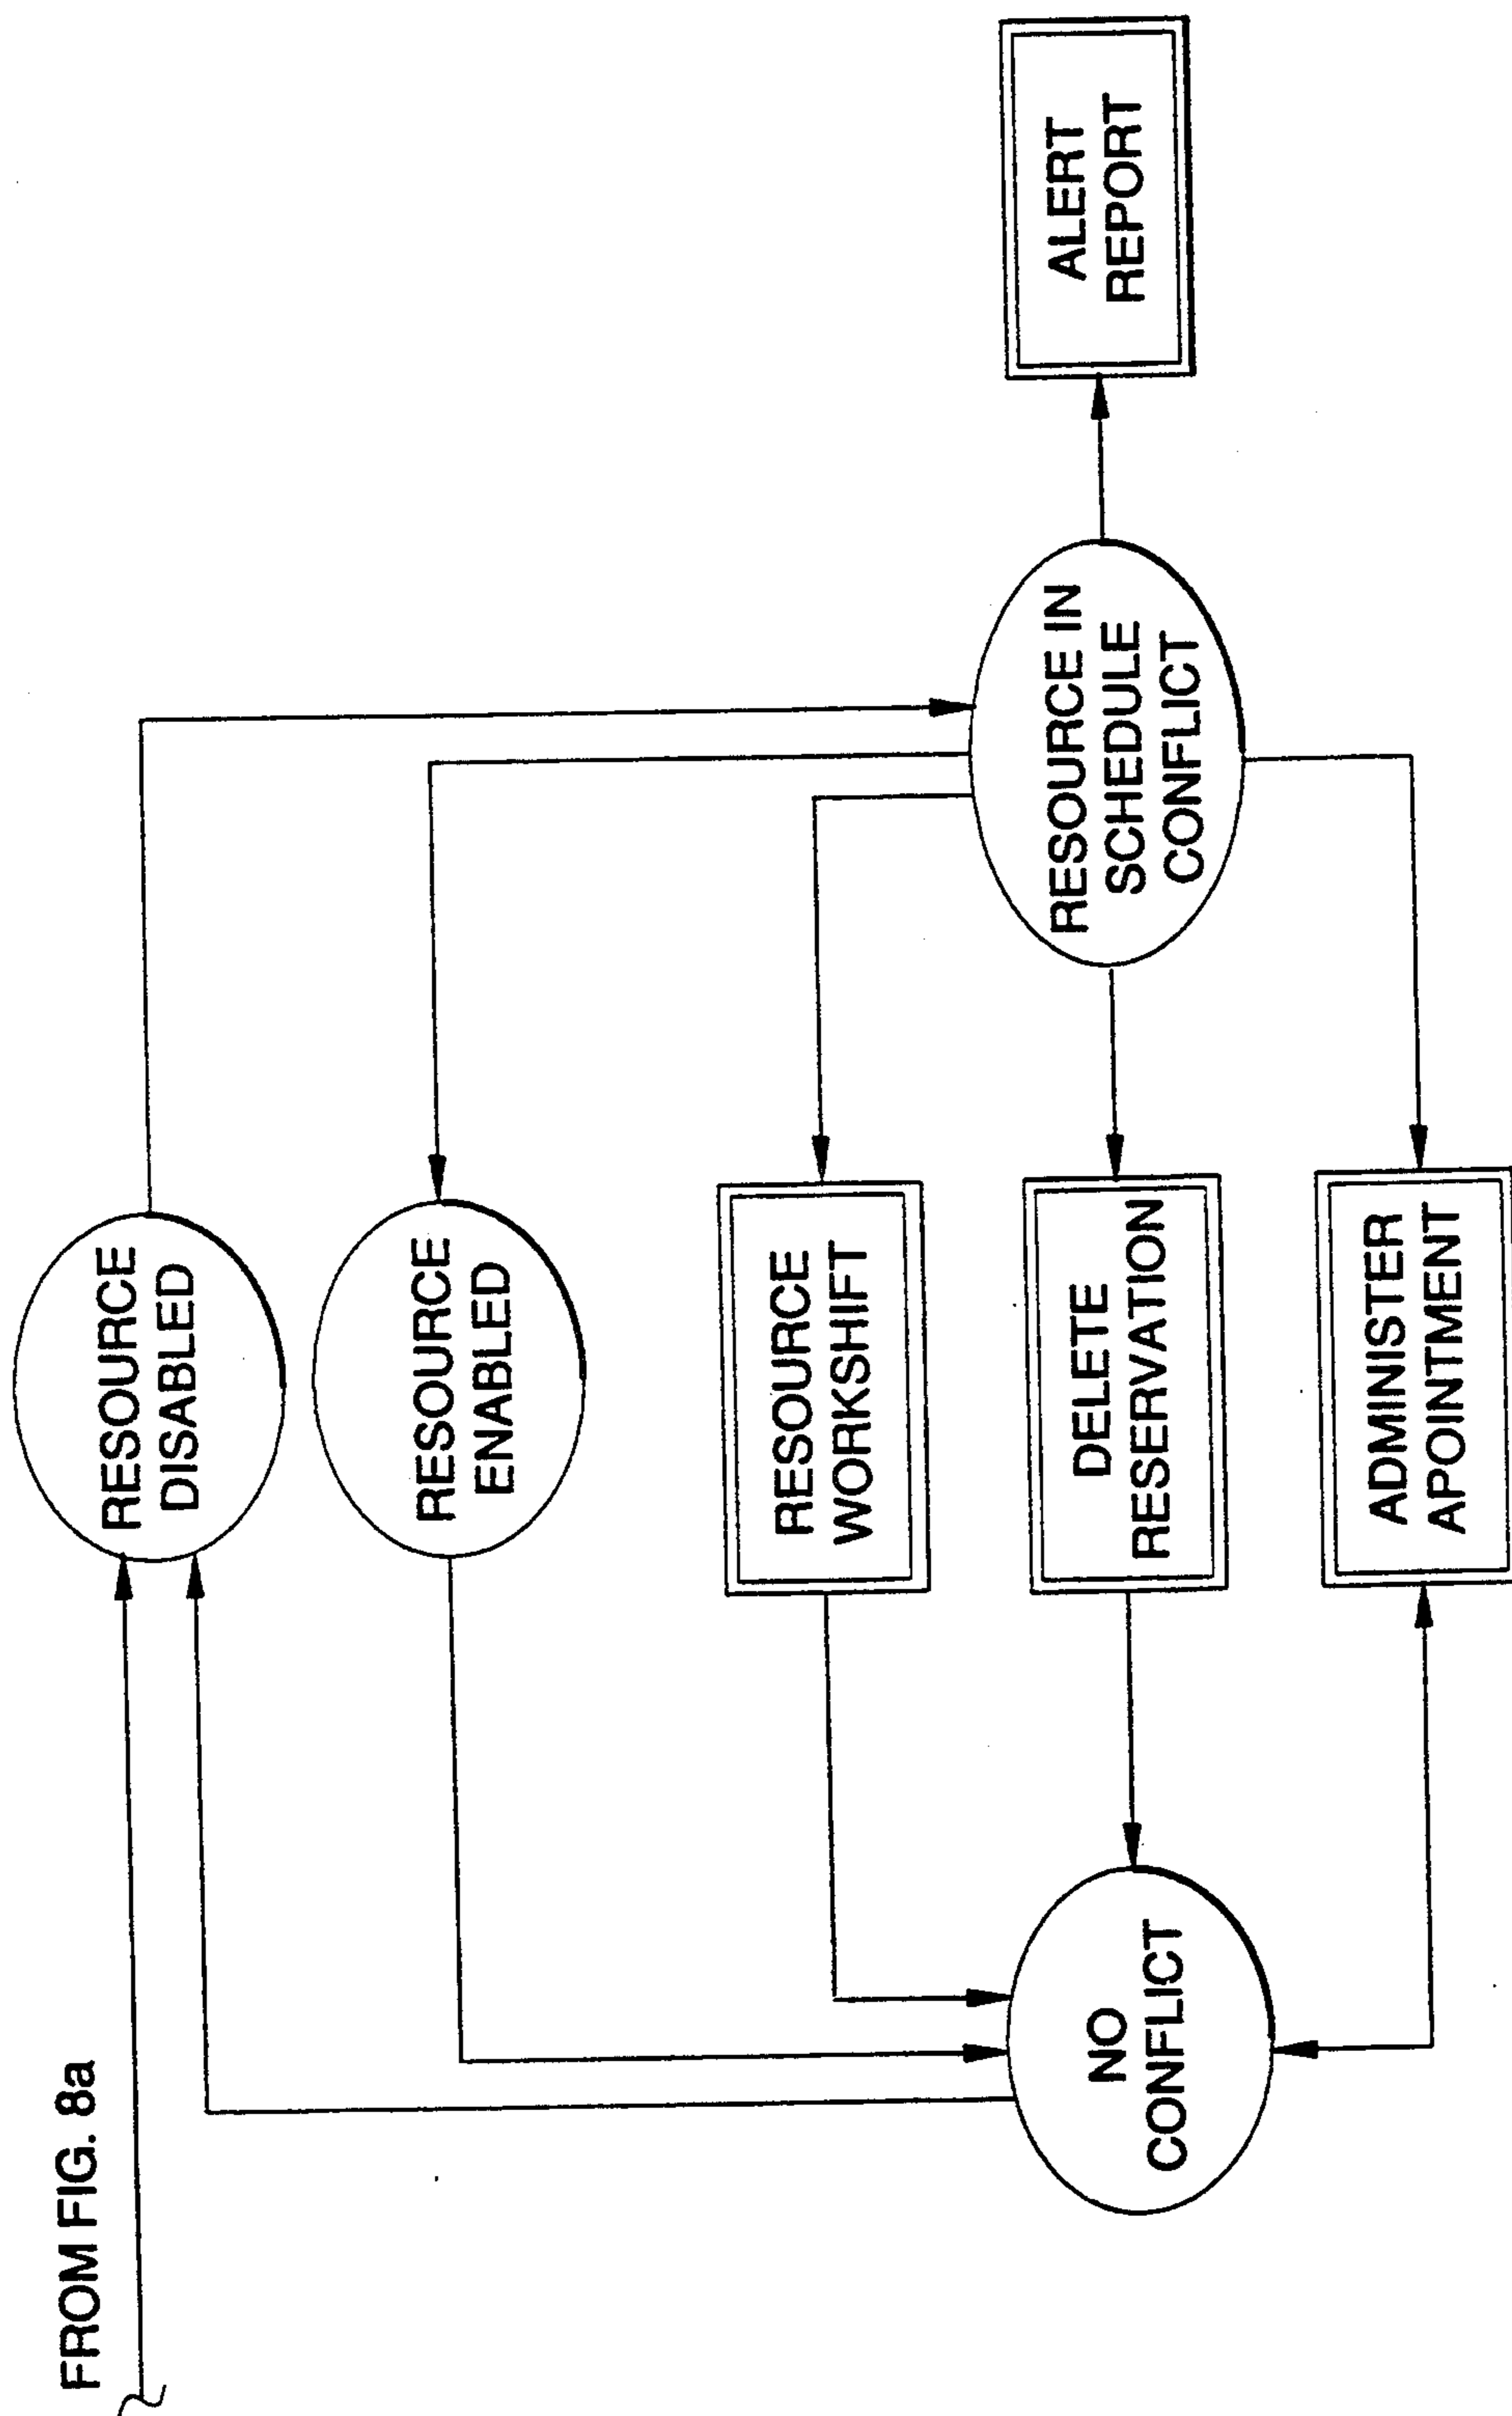 FROM FIG. 8a
RESOURCE
DISABLED
RESOURCE
ENABLED
RESOURCE
WORKSHIFT
NO
CONFLICT
DELETE
RESERVATION
RESOURCE IN
SCHEDULE
CONFLICT
ALERT
REPORT
ADMINISTER
APOINTMENT